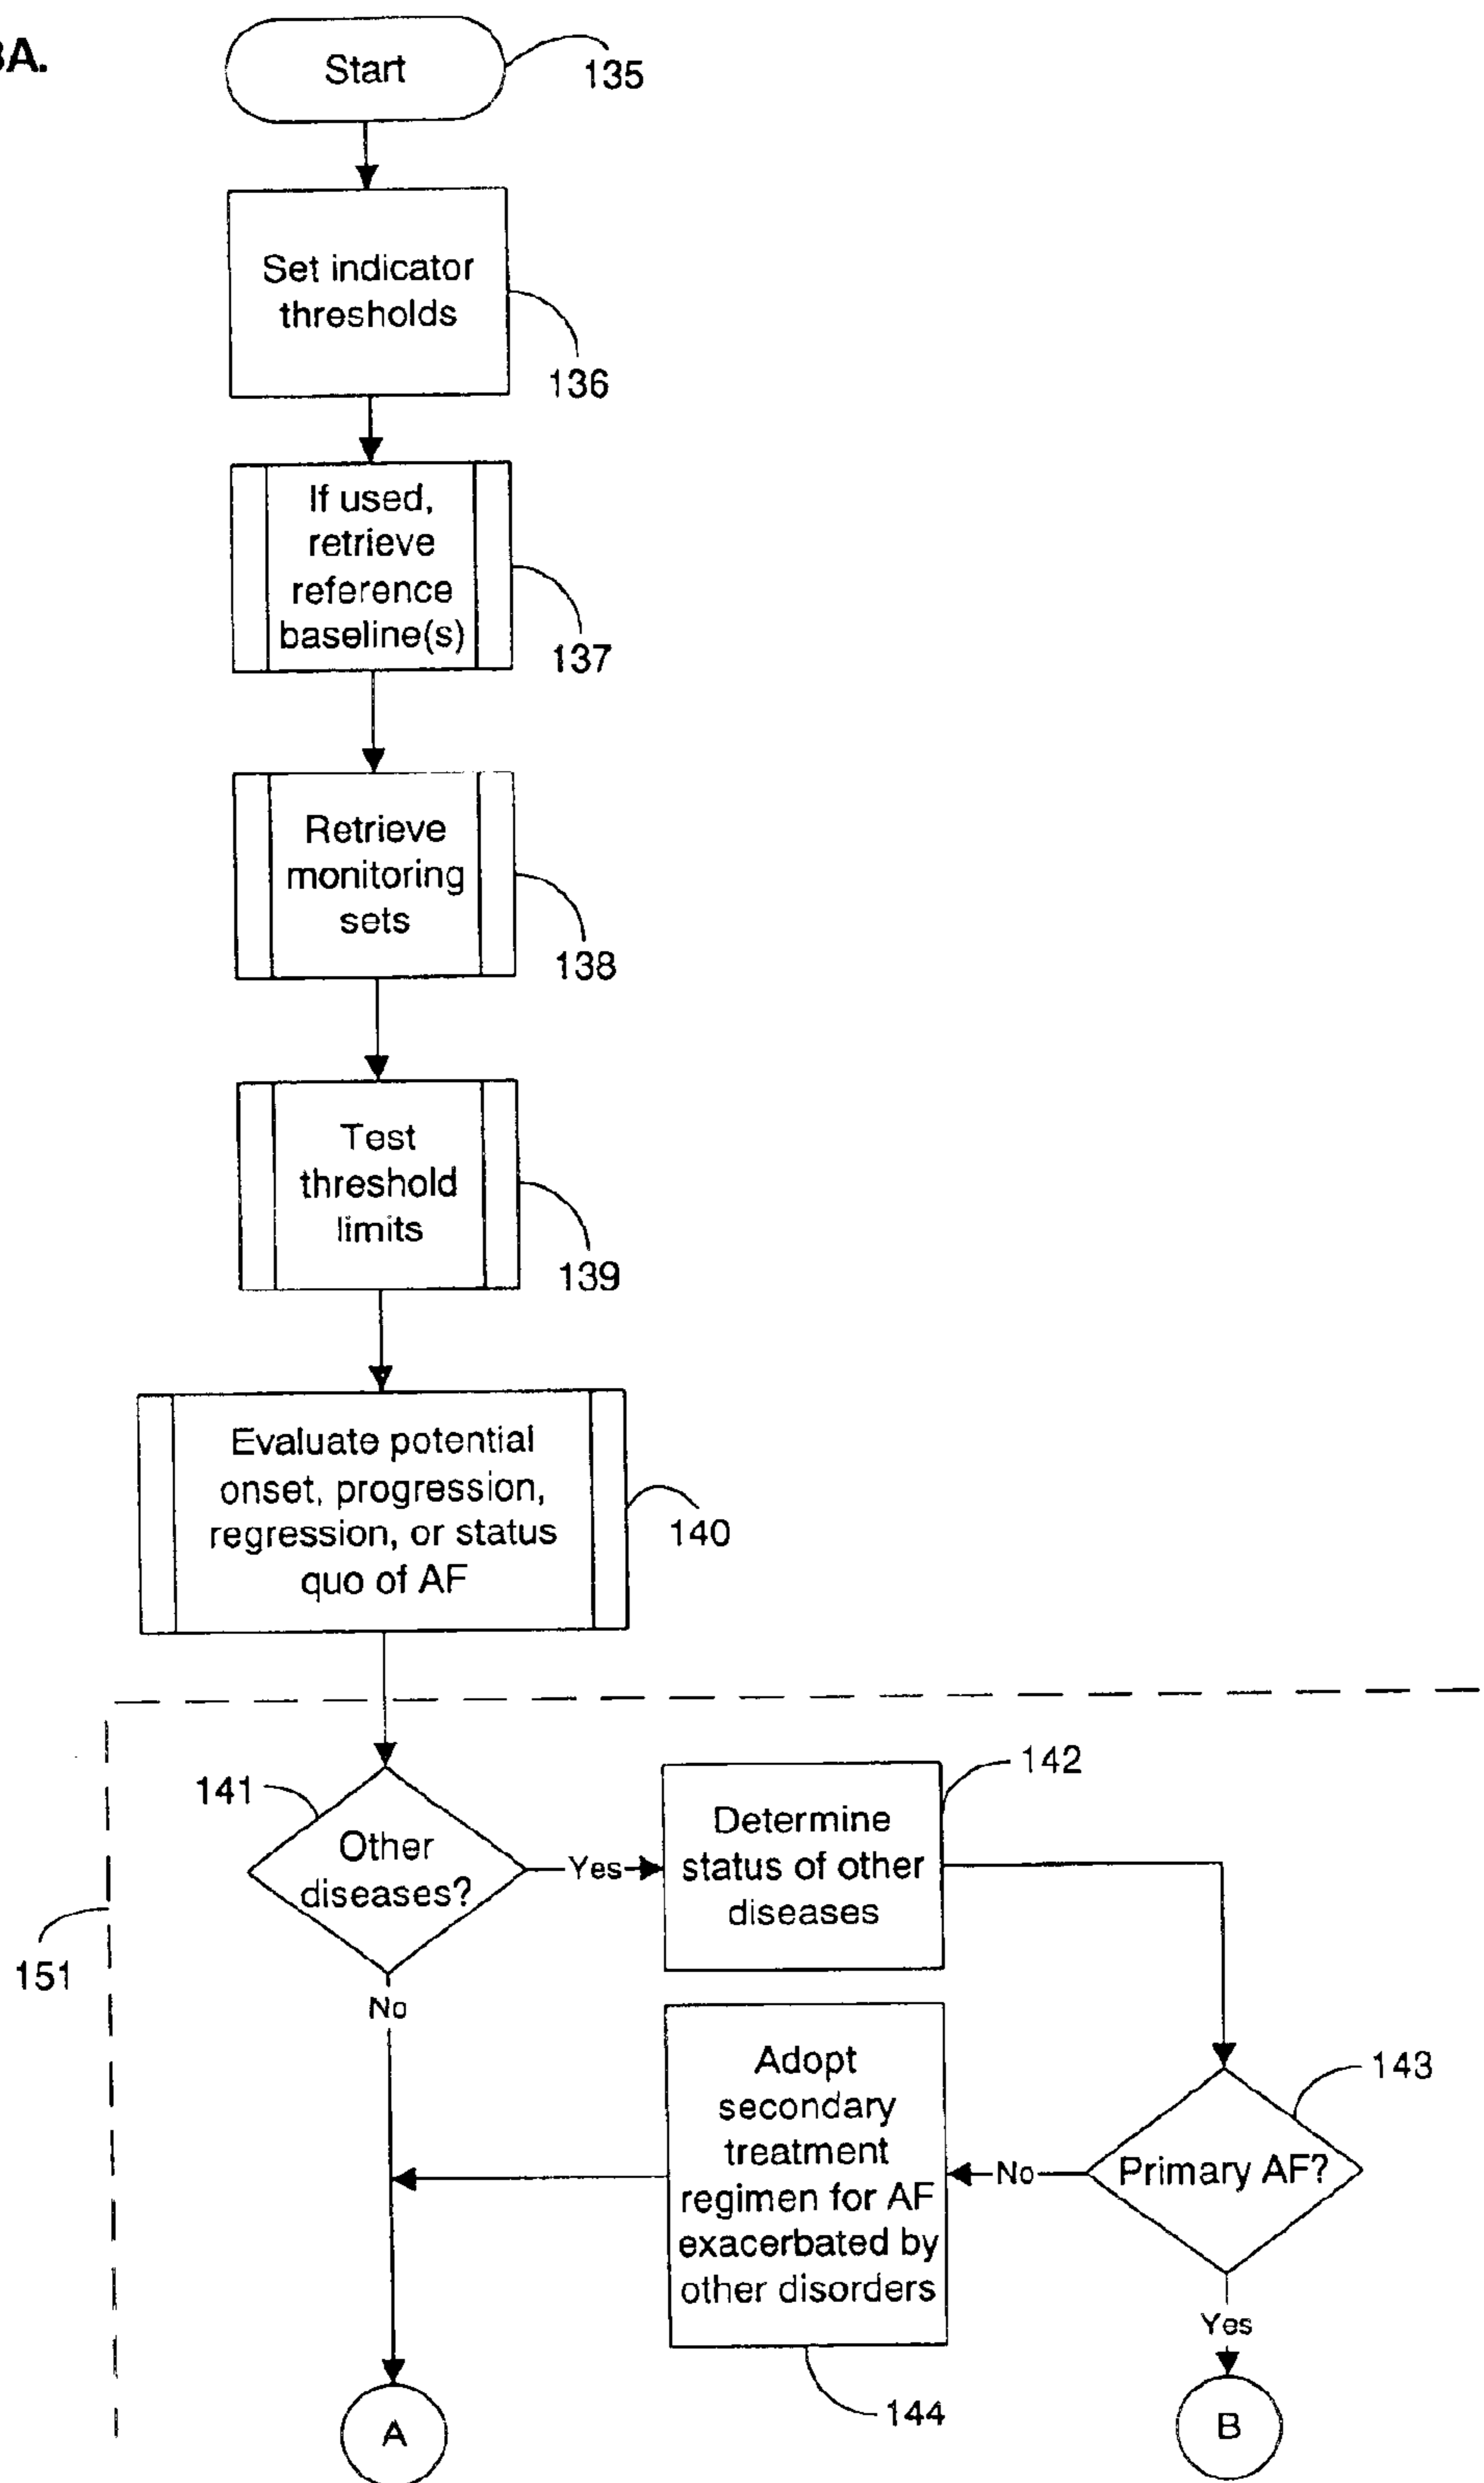 3A.
Start
135
Set indicator
thresholds
136
If used,
retrieve
reference
baseline(s)
137
Retrieve
monitoring
sets
138
Test
threshold
limits
139
Evaluate potential
onset, progression,
regression, or status
quo of AF
140
141
Other
diseases?
Yes
Determine
status of other
diseases
142
151
No
Adopt
secondary
treatment
regimen for AF
exacerbated by
other disorders
144
No
Primary AF?
143
Yes
A
B